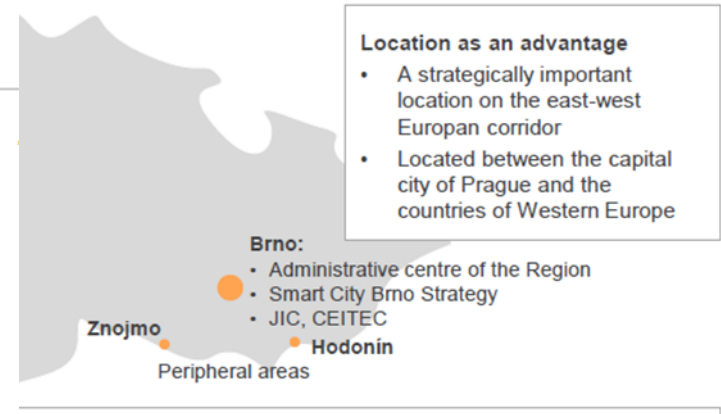 Location as an advantage
• A strategically important
location on the east-west
Europan corridor
• Located between the capital
city of Prague and the
countries of Western Europe
Brno:
• Administrative centre of the Region
• Smart City Brno Strategy
• JIC, CEITEC
Znojmo
Hodonín
Peripheral areas